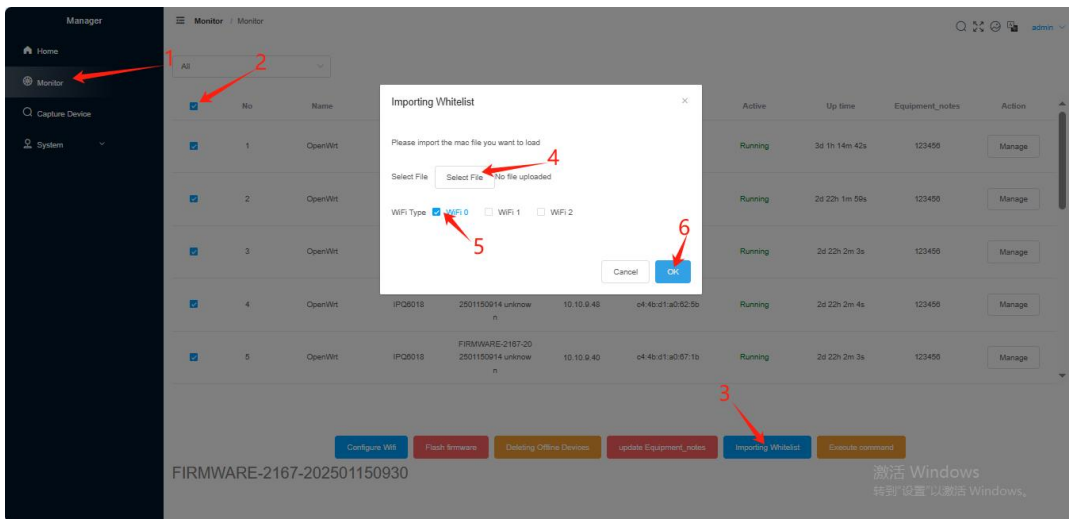 Manager
Monitor / Monitor
admin
Home
Monitor
Capture Device
System
1
2
All
No Name Active Up time Equipment_notes Action
1 OpenWrt Running 3d 1h 14m 42s 123456 Manage
2 OpenWrt Running 2d 22h 1m 59s 123456 Manage
3 OpenWrt Running 2d 22h 2m 3s 123456 Manage
Importing Whitelist
Please import the mac file you want to load
4
Select File Select File No file uploaded
WiFi Type WiFi 0 WiFi 1 WiFi 2
5
6
Cancel OK
4 OpenWrt IPQ6018 2501150914 unknow 10.10.9.48 c4:4b:d1:a0:62:5b Running 2d 22h 2m 4s 123456 Manage
n
FIRMWARE-2167-20
5 OpenWrt IPQ6018 2501150914 unknow 10.10.9.40 c4:4b:d1:a0:67:1b Running 2d 22h 2m 3s 123456 Manage
n
3
Configure Wifi Flash firmware Deleting Offline Devices update Equipment_notes Importing Whitelist Execute command
FIRMWARE-2167-202501150930
激活 Windows
转到"设置"以激活 Windows。